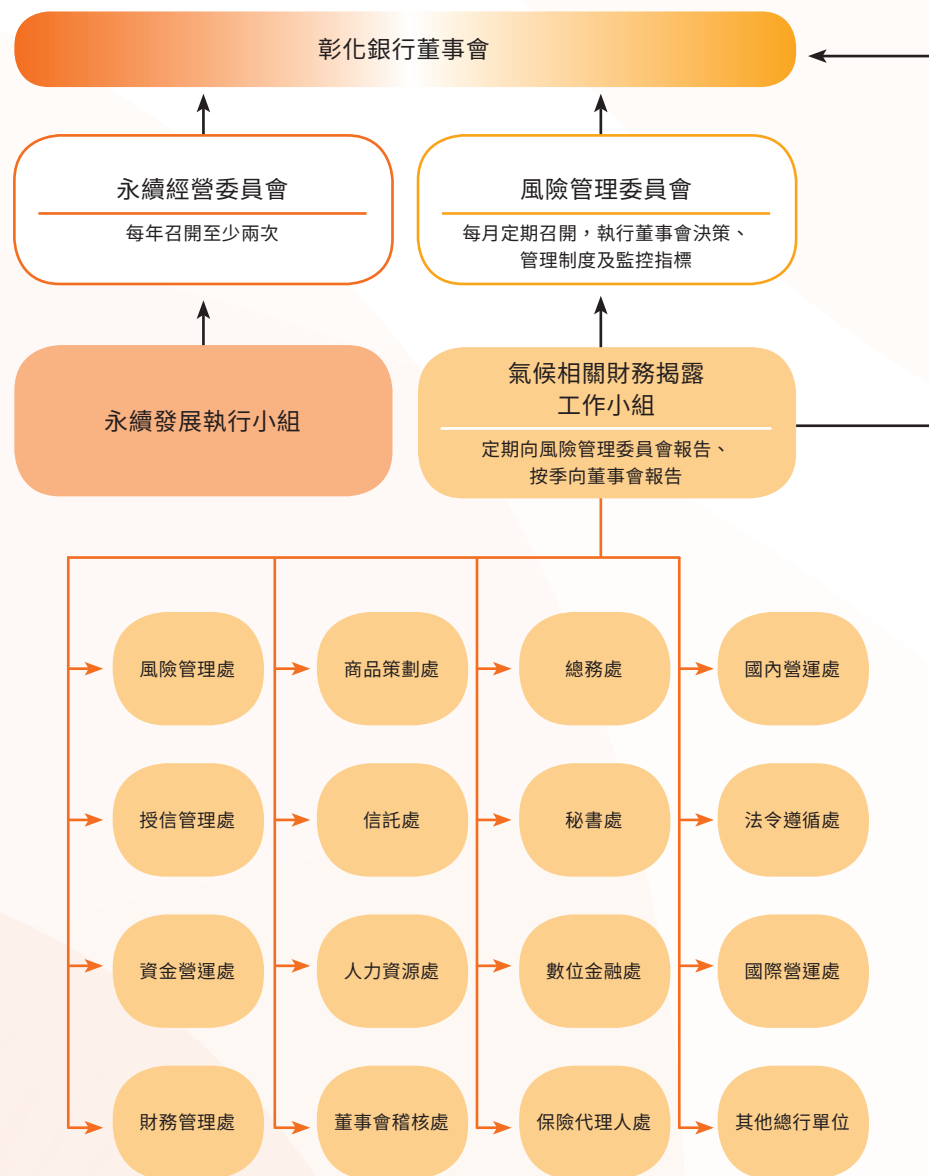 彰化銀行董事會
永續經營委員會
每年召開至少兩次
風險管理委員會
每月定期召開，執行董事會決策、
管理制度及監控指標
永續發展執行小組
氣候相關財務揭露
工作小組
定期向風險管理委員會報告、
按季向董事會報告
風險管理處
商品策劃處
總務處
國內營運處
授信管理處
信託處
秘書處
法令遵循處
資金營運處
人力資源處
數位金融處
國際營運處
財務管理處
董事會稽核處
保險代理人處
其他總行單位